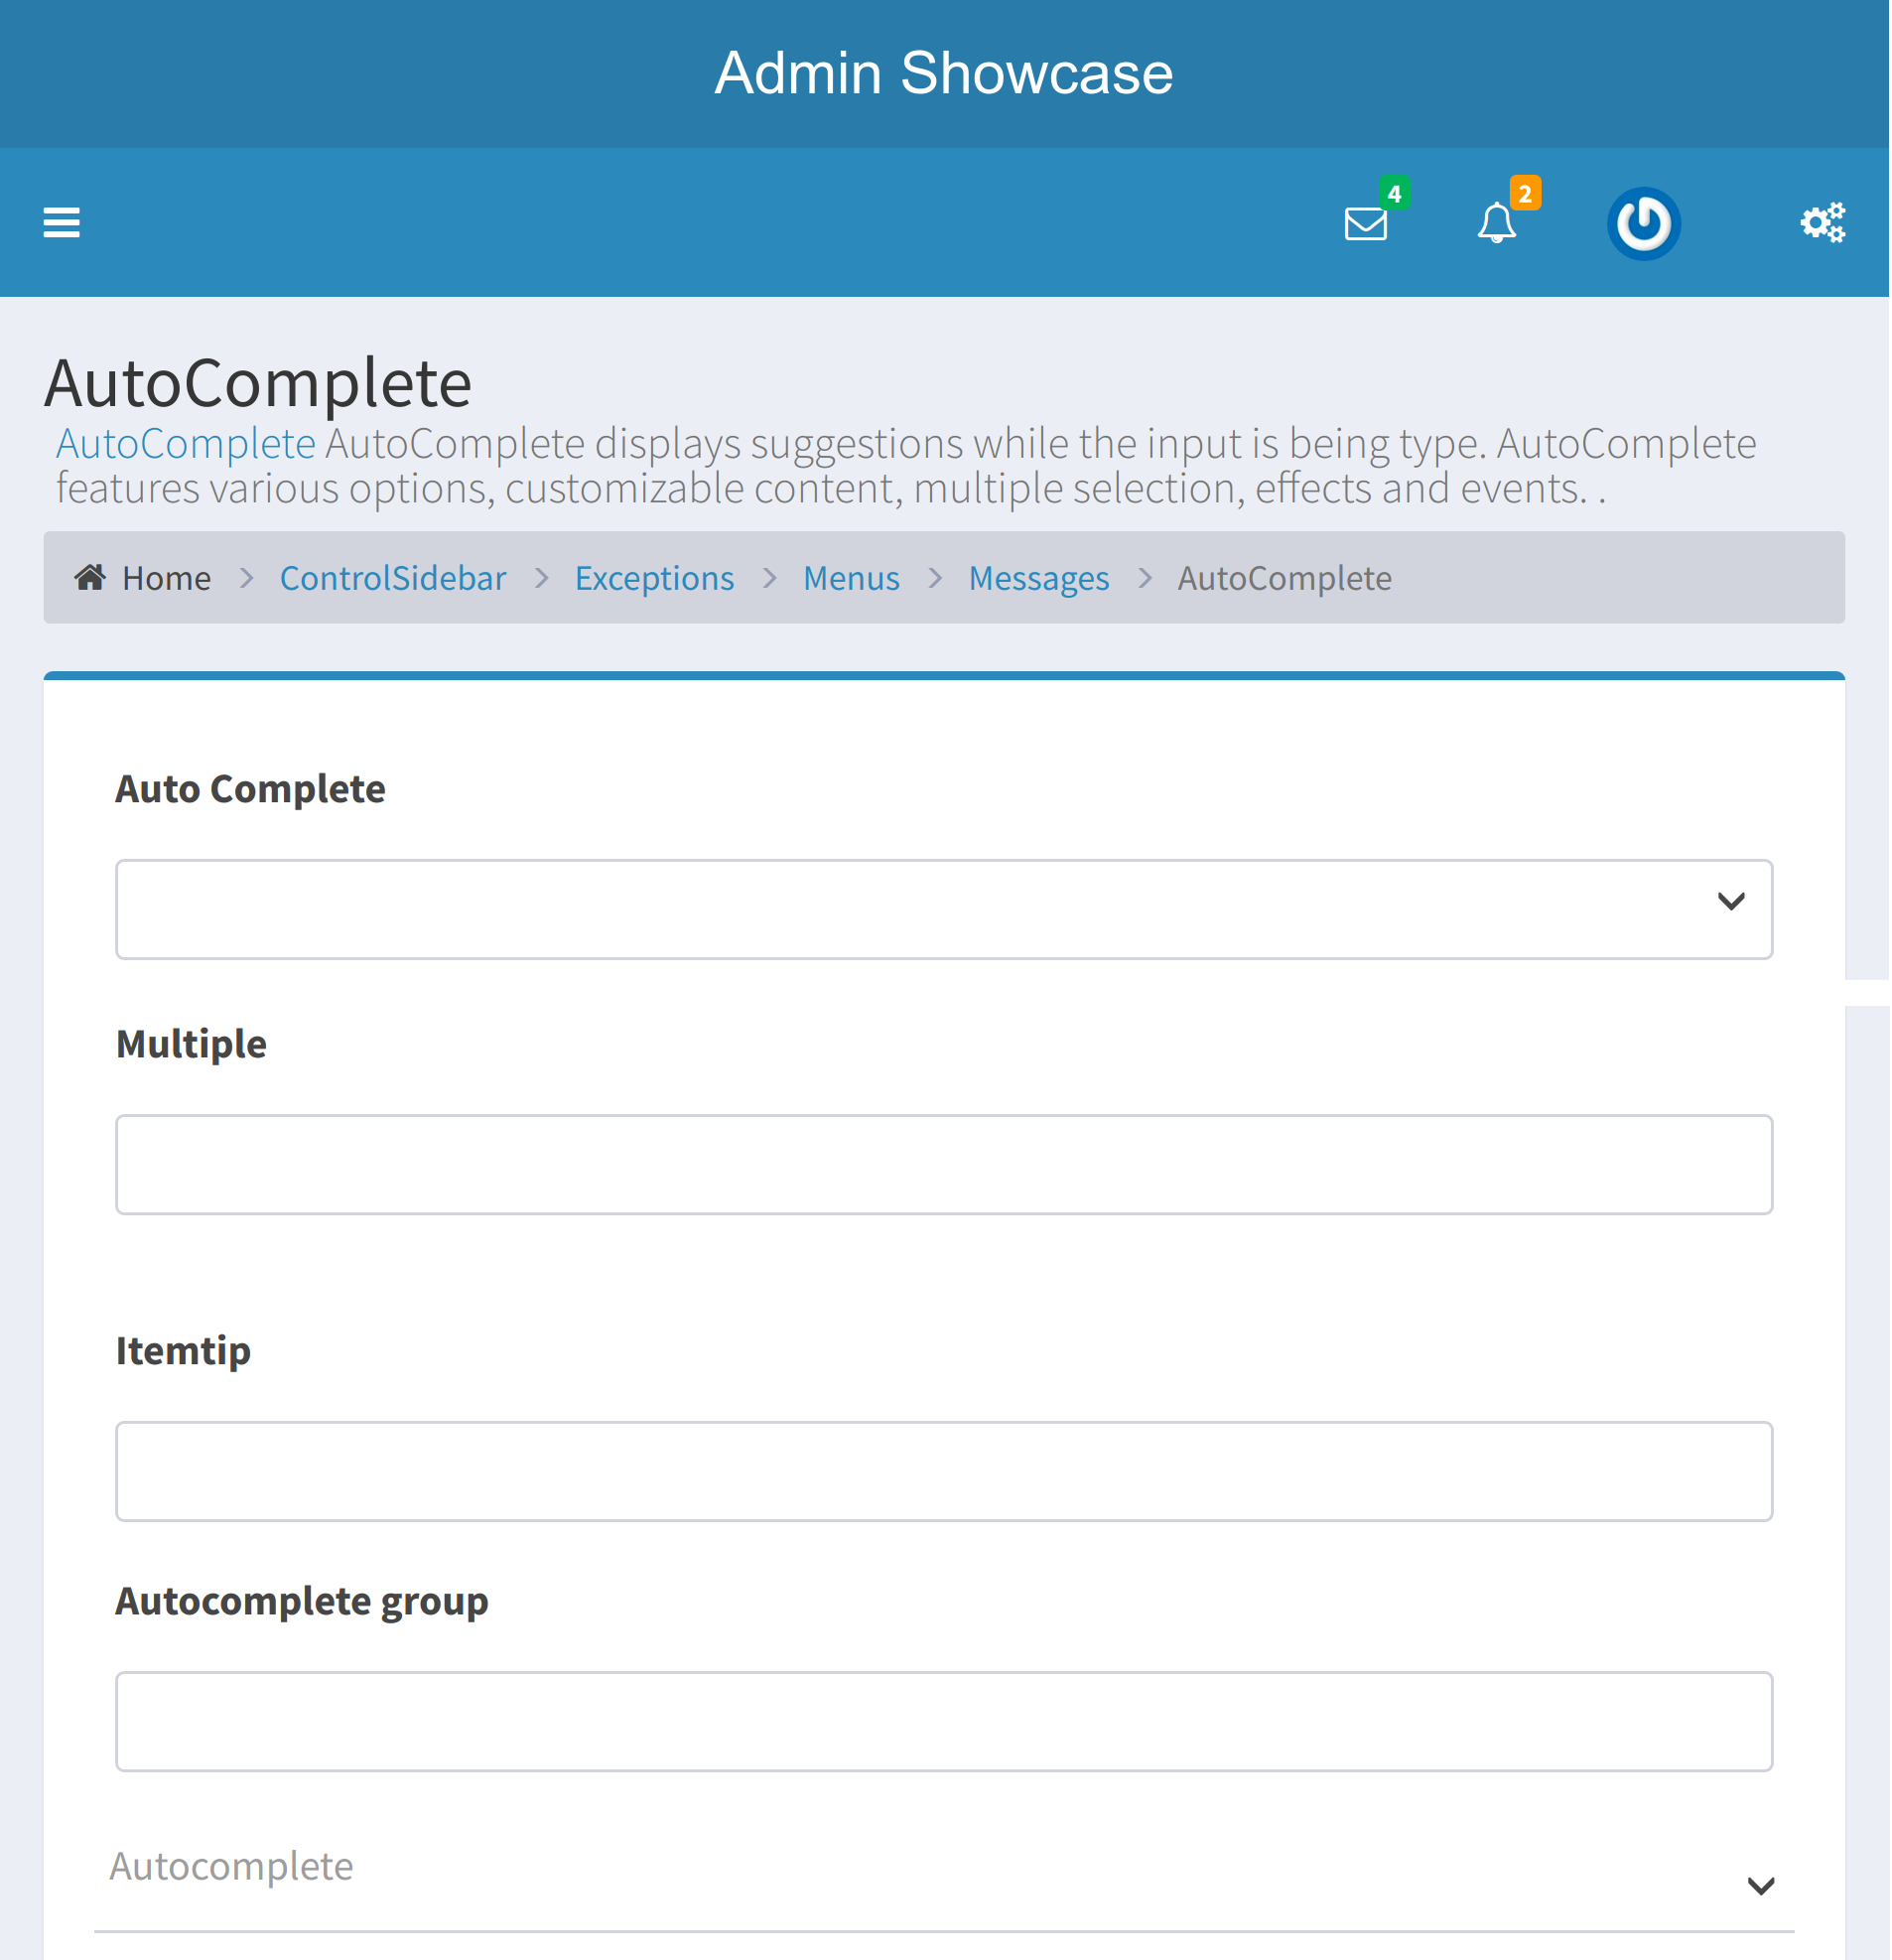 Admin Showcase
4
2
AutoComplete
AutoComplete AutoComplete displays suggestions while the input is being type. AutoComplete
features various options, customizable content, multiple selection, effects and events. .
Home ControlSidebar Exceptions Menus Messages AutoComplete
Auto Complete
Multiple
Itemtip
Autocomplete group
Autocomplete